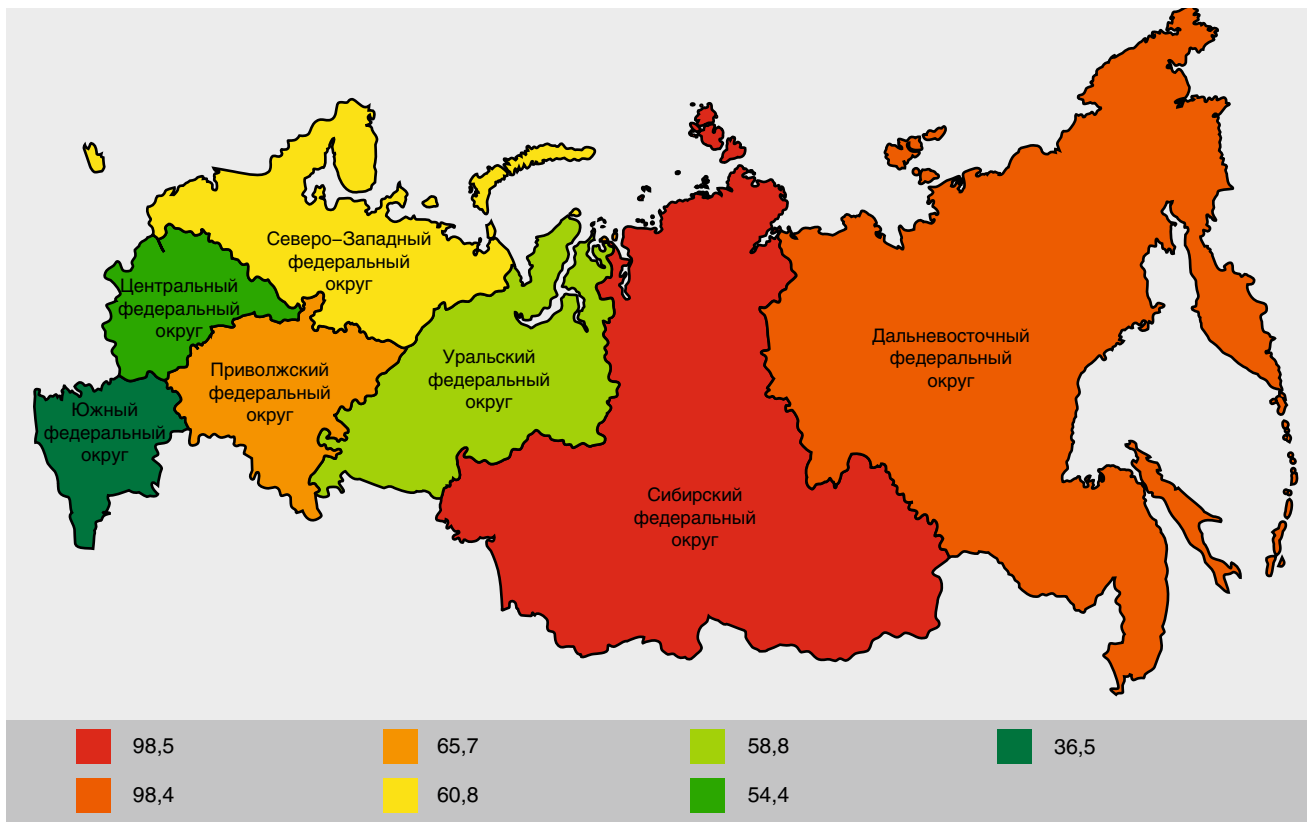 Северо–Западный
федеральный
округ
Центральный
федеральный
округ
Дальневосточный
федеральный
округ
Уральский
федеральный
округ
Приволжский
федеральный
округ
Южный
федеральный
округ
Сибирский
федеральный
округ
98,5
65,7
58,8
36,5
98,4
60,8
54,4